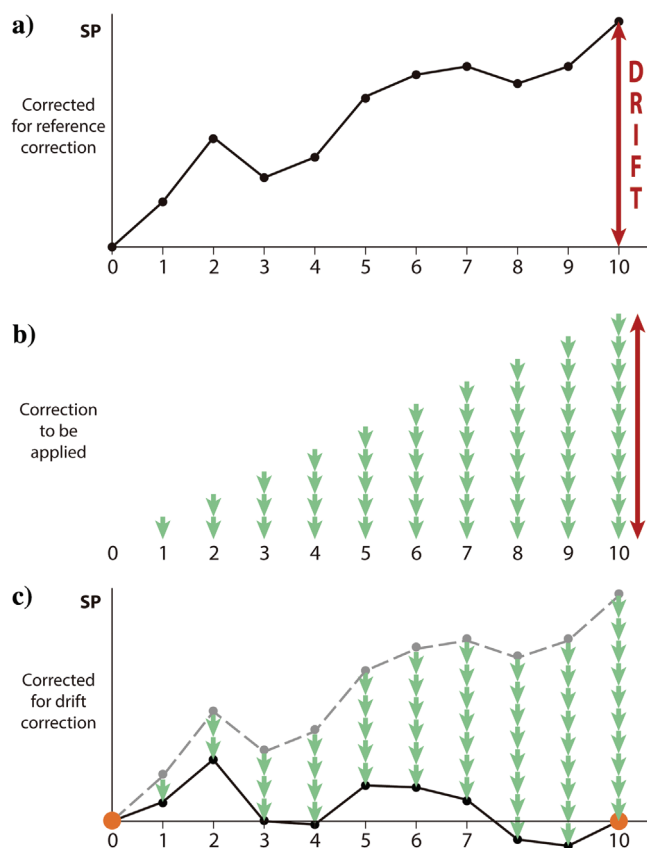 a)
SP
Corrected
for reference
correction
D
R
I
F
T
0 1 2 3 4 5 6 7 8 9 10
b)
Correction
to be
applied
0 1 2 3 4 5 6 7 8 9 10
c)
SP
Corrected
for drift
correction
0 1 2 3 4 5 6 7 8 9 10